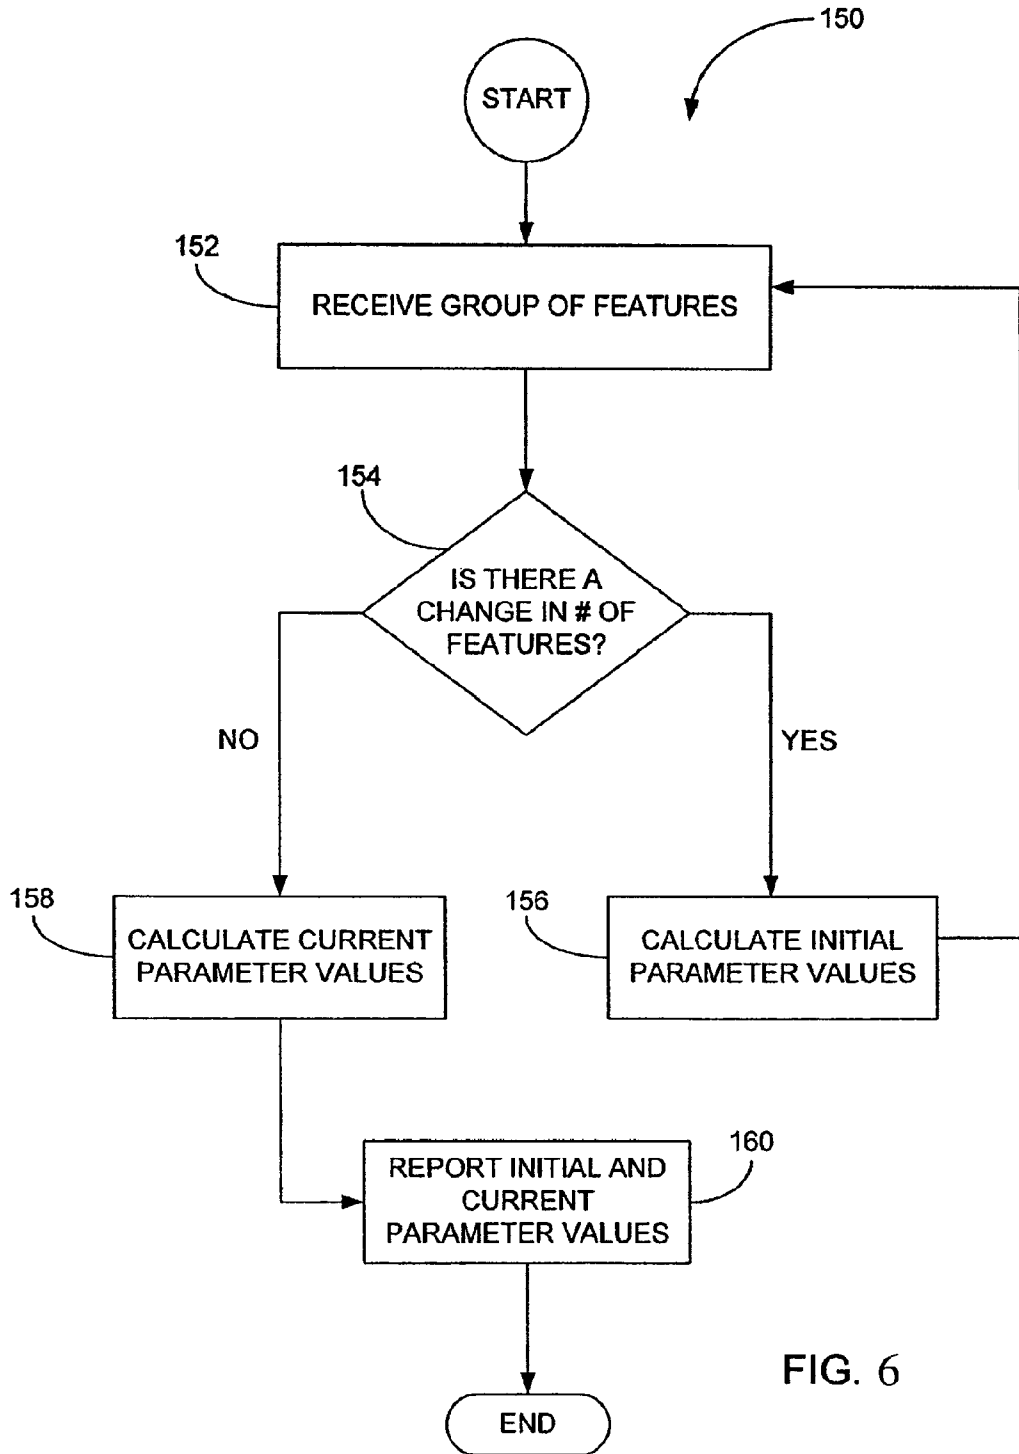 150
START
152
RECEIVE GROUP OF FEATURES
154
IS THERE A
CHANGE IN # OF
FEATURES?
NO
YES
158
CALCULATE CURRENT
PARAMETER VALUES
156
CALCULATE INITIAL
PARAMETER VALUES
160
REPORT INITIAL AND
CURRENT
PARAMETER VALUES
FIG. 6
END